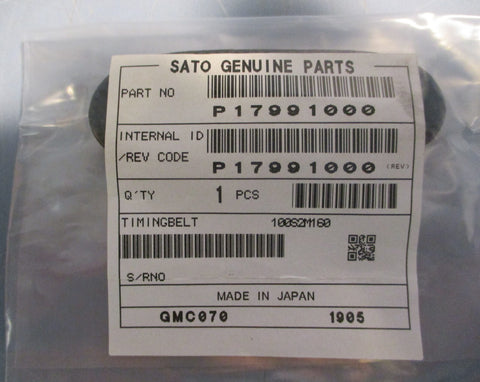 SATO GENUINE PARTS
PART NO
P17991000
INTERNAL ID
/REV CODE
P17991000 (REV)
Q'TY 1 PCS
TIMINGBELT 100S2M160
S/RNO
MADE IN JAPAN
GMC070 1905